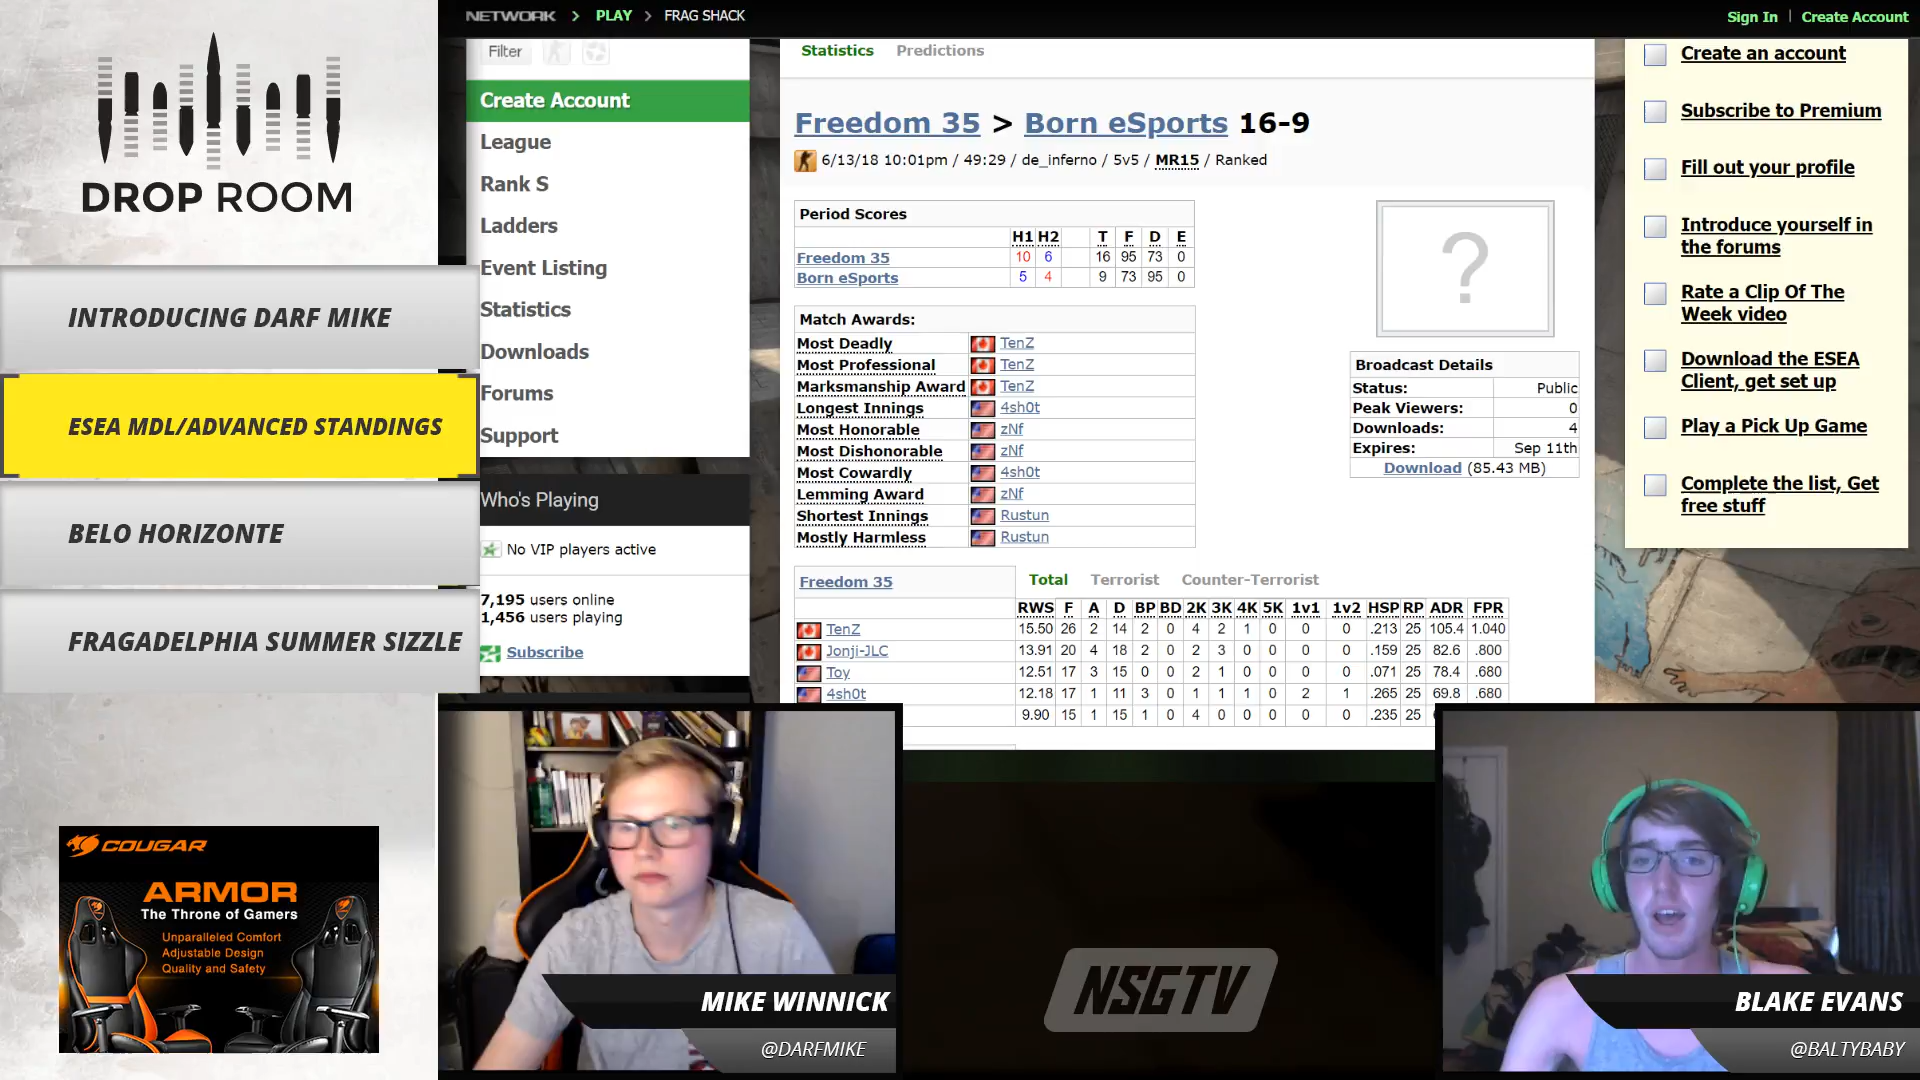 DROP ROOM
INTRODUCING DARF MIKE
ESEA MDL/ADVANCED STANDINGS
BELO HORIZONTE
FRAGADELPHIA SUMMER SIZZLE
COUGAR
ARMOR
The Throne of Gamers
Unparalleled Comfort
Adjustable Design
Quality and Safety
NETWORK > PLAY > FRAG SHACK
Sign In | Create Account
Filter
Create Account
League
Rank S
Ladders
Event Listing
Statistics
Downloads
Forums
Support
Who's Playing
No VIP players active
7,195 users online
1,456 users playing
Subscribe
Statistics Predictions
Freedom 35 > Born eSports 16-9
6/13/18 10:01pm / 49:29 / de_inferno / 5v5 / MR15 / Ranked
Period Scores
H1 H2 T F D E
Freedom 35 10 6 16 95 73 0
Born eSports 5 4 9 73 95 0
Match Awards:
Most Deadly TenZ
Most Professional TenZ
Marksmanship Award TenZ
Longest Innings 4sh0t
Most Honorable zNf
Most Dishonorable zNf
Most Cowardly 4sh0t
Lemming Award zNf
Shortest Innings Rustun
Mostly Harmless Rustun
?
Broadcast Details
Status: Public
Peak Viewers: 0
Downloads: 4
Expires: Sep 11th
Download (85.43 MB)
Freedom 35 Total Terrorist Counter-Terrorist
RWS F A D BP BD 2K 3K 4K 5K 1v1 1v2 HSP RP ADR FPR
TenZ 15.50 26 2 14 2 0 4 2 1 0 0 0 .213 25 105.4 1.040
Jonji-JLC 13.91 20 4 18 2 0 2 3 0 0 0 0 .159 25 82.6 .800
Toy 12.51 17 3 15 0 0 2 1 0 0 0 0 .071 25 78.4 .680
4sh0t 12.18 17 1 11 3 0 1 1 1 0 2 1 .265 25 69.8 .680
9.90 15 1 15 1 0 4 0 0 0 0 0 .235 25
Create an account
Subscribe to Premium
Fill out your profile
Introduce yourself in
the forums
Rate a Clip Of The
Week video
Download the ESEA
Client, get set up
Play a Pick Up Game
Complete the list, Get
free stuff
MIKE WINNICK
@DARFMIKE
NSGTV
BLAKE EVANS
@BALTYBABY